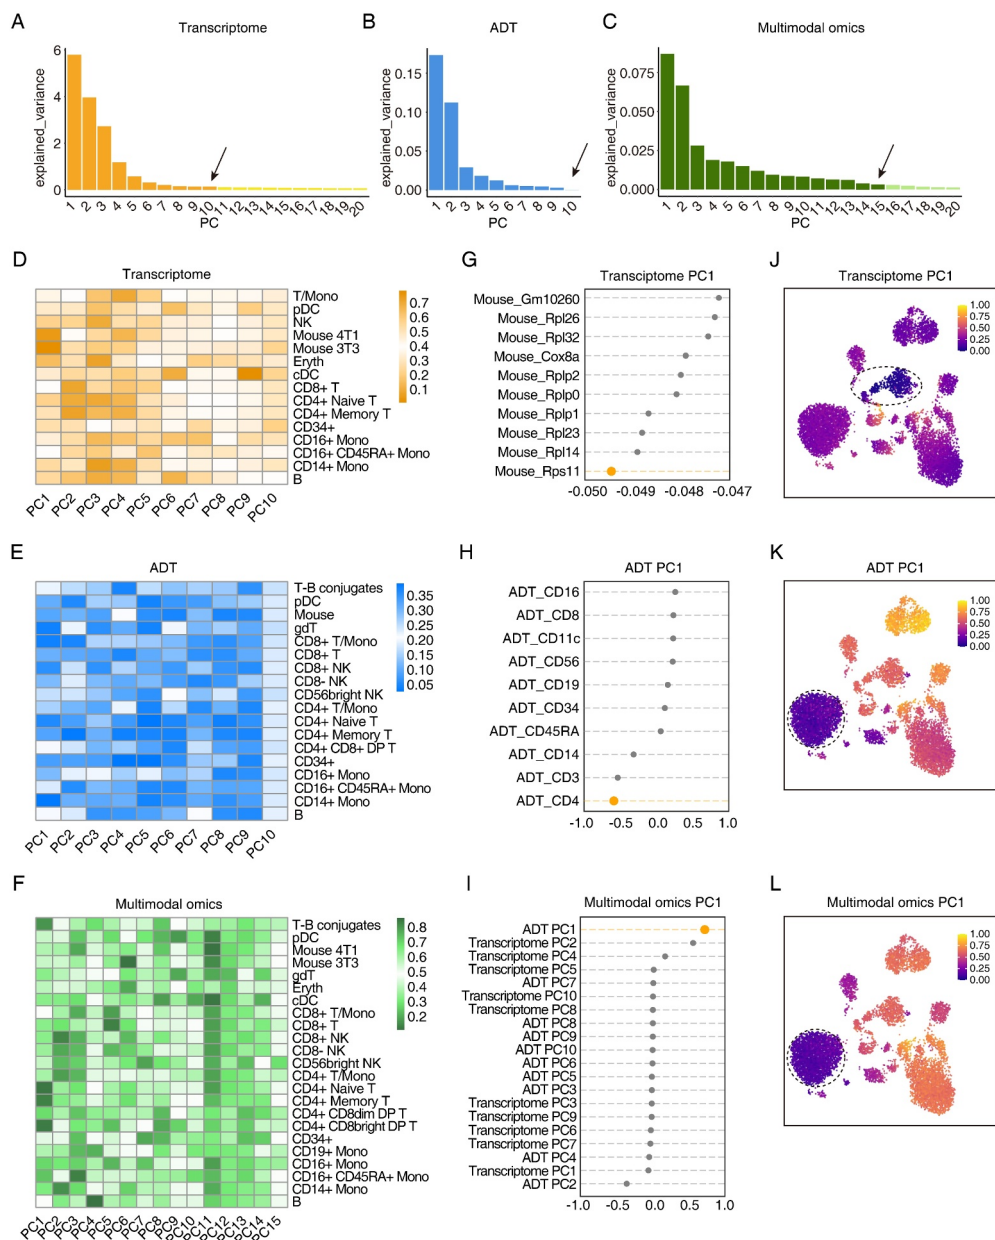 A
Transcriptome
explained_variance
6
4
2
0
1 2 3 4 5 6 7 8 9 10 11 12 13 14 15 16 17 18 19 20
PC
B
ADT
explained_variance
0.15
0.10
0.05
0.00
1 2 3 4 5 6 7 8 9 10
PC
C
Multimodal omics
explained_variance
0.075
0.050
0.025
0.000
1 2 3 4 5 6 7 8 9 10 11 12 13 14 15 16 17 18 19 20
PC
D
Transcriptome
T/Mono
pDC
NK
Mouse 4T1
Mouse 3T3
Eryth
cDC
CD8+ T
CD4+ Naive T
CD4+ Memory T
CD34+
CD16+ Mono
CD16+ CD45RA+ Mono
CD14+ Mono
B
PC1 PC2 PC3 PC4 PC5 PC6 PC7 PC8 PC9 PC10
0.7
0.6
0.5
0.4
0.3
0.2
0.1
G
Transciptome PC1
Mouse_Gm10260
Mouse_Rpl26
Mouse_Rpl32
Mouse_Cox8a
Mouse_Rplp2
Mouse_Rplp0
Mouse_Rplp1
Mouse_Rpl23
Mouse_Rpl14
Mouse_Rps11
-0.050 -0.049 -0.048 -0.047
J
Transciptome PC1
1.00
0.75
0.50
0.25
0.00
E
ADT
T-B conjugates
pDC
Mouse
gdT
CD8+ T/Mono
CD8+ T
CD8+ NK
CD8- NK
CD56bright NK
CD4+ T/Mono
CD4+ Naive T
CD4+ Memory T
CD4+ CD8+ DP T
CD34+
CD16+ Mono
CD16+ CD45RA+ Mono
CD14+ Mono
B
PC1 PC2 PC3 PC4 PC5 PC6 PC7 PC8 PC9 PC10
0.35
0.30
0.25
0.20
0.15
0.10
0.05
H
ADT PC1
ADT_CD16
ADT_CD8
ADT_CD11c
ADT_CD56
ADT_CD19
ADT_CD34
ADT_CD45RA
ADT_CD14
ADT_CD3
ADT_CD4
-1.0 -0.5 0.0 0.5 1.0
K
ADT PC1
1.00
0.75
0.50
0.25
0.00
F
Multimodal omics
T-B conjugates
pDC
Mouse 4T1
Mouse 3T3
gdT
Eryth
cDC
CD8+ T/Mono
CD8+ T
CD8+ NK
CD8- NK
CD56bright NK
CD4+ T/Mono
CD4+ Naive T
CD4+ Memory T
CD4+ CD8dim DP T
CD4+ CD8bright DP T
CD34+
CD19+ Mono
CD16+ Mono
CD16+ CD45RA+ Mono
CD14+ Mono
B
PC1 PC2 PC3 PC4 PC5 PC6 PC7 PC8 PC9 PC10 PC11 PC12 PC13 PC14 PC15
0.8
0.7
0.6
0.5
0.4
0.3
0.2
I
Multimodal omics PC1
ADT PC1
Transcriptome PC2
Transcriptome PC4
Transcriptome PC5
ADT PC7
Transcriptome PC10
Transcriptome PC8
ADT PC8
ADT PC9
ADT PC10
ADT PC6
ADT PC5
ADT PC3
Transcriptome PC3
Transcriptome PC9
Transcriptome PC6
Transcriptome PC7
ADT PC4
Transcriptome PC1
ADT PC2
-1.0 -0.5 0.0 0.5 1.0
L
Multimodal omics PC1
1.00
0.75
0.50
0.25
0.00